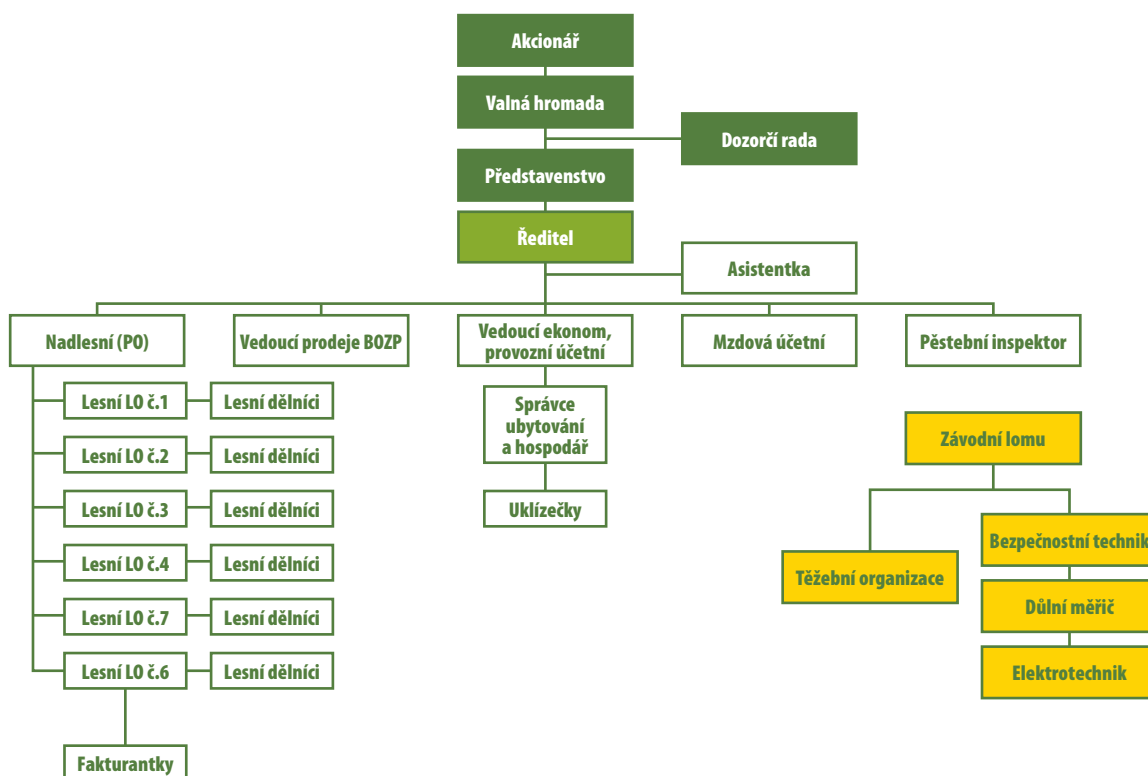 Akcionář
Valná hromada
Dozorčí rada
Představenstvo
Ředitel
Asistentka
Nadlesní (PO)
Vedoucí prodeje BOZP
Vedoucí ekonom,
provozní účetní
Mzdová účetní
Pěstební inspektor
Lesní LO č.1
Lesní dělníci
Správce
ubytování
a hospodář
Závodní lomu
Lesní LO č.2
Lesní dělníci
Lesní LO č.3
Lesní dělníci
Uklízečky
Bezpečnostní technik
Lesní LO č.4
Lesní dělníci
Těžební organizace
Lesní LO č.7
Lesní dělníci
Důlní měřič
Lesní LO č.6
Lesní dělníci
Elektrotechnik
Fakturantky